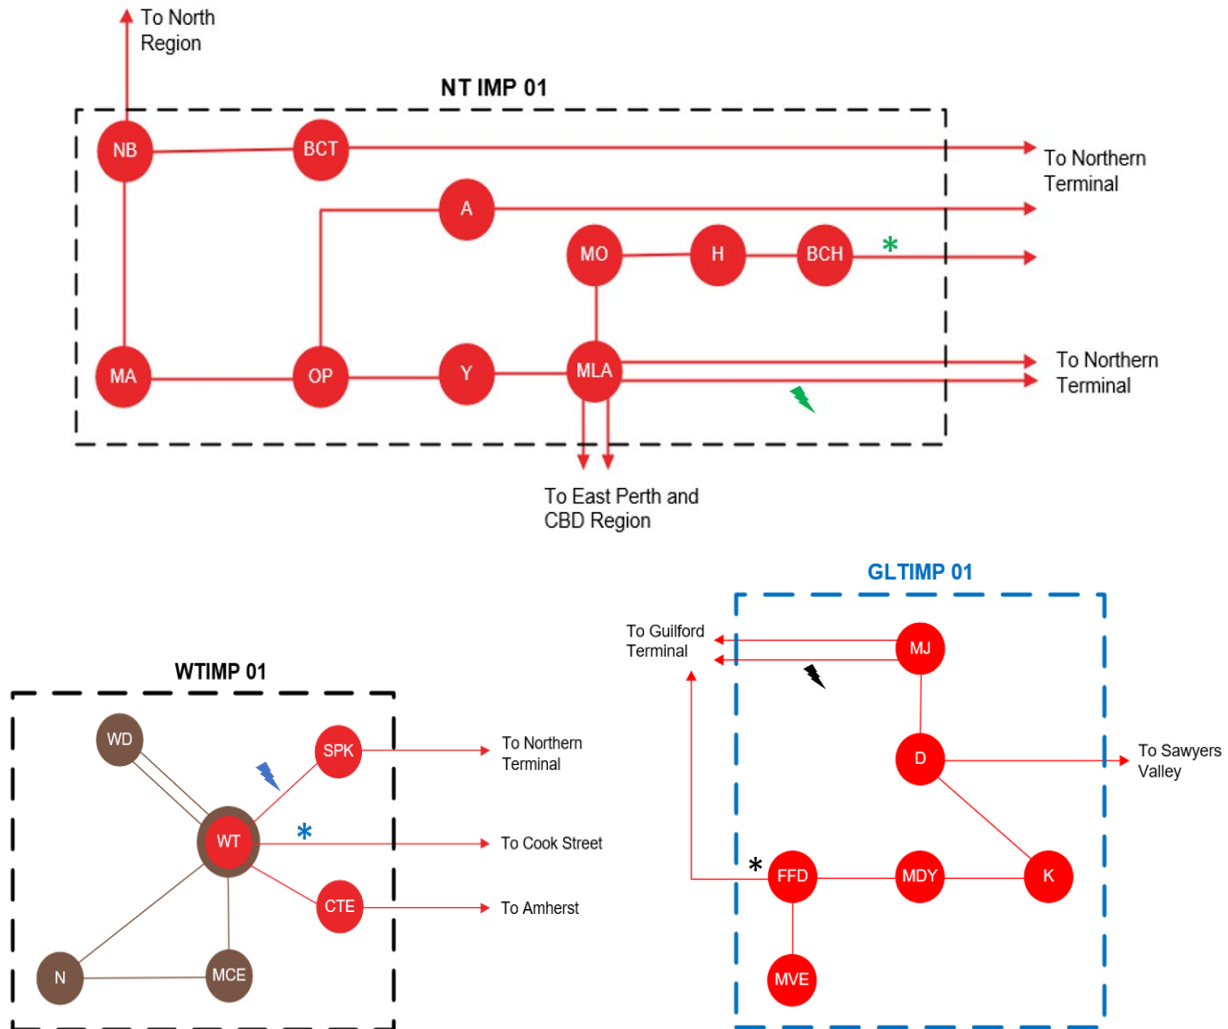 To North
Region
NT IMP 01
NB
BCT
To Northern
Terminal
A
MO
H
BCH
*
MA
OP
Y
MLA
To Northern
Terminal
To East Perth and
CBD Region
GLTIMP 01
To Guilford
Terminal
MJ
D
To Sawyers
Valley
*
FFD
MDY
K
MVE
WTIMP 01
WD
SPK
To Northern
Terminal
WT
*
To Cook Street
CTE
To Amherst
N
MCE